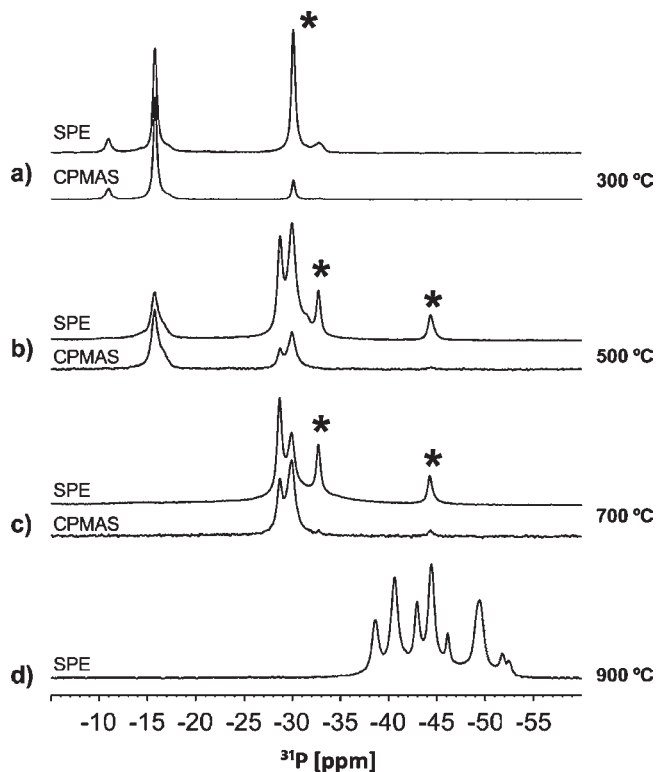 *
SPE
a)
CPMAS
300 ºC
*
*
SPE
b)
CPMAS
500 ºC
*
*
SPE
c)
CPMAS
700 ºC
SPE
d)
900 ºC
-10 -15 -20 -25 -30 -35 -40 -45 -50 -55
³¹P [ppm]